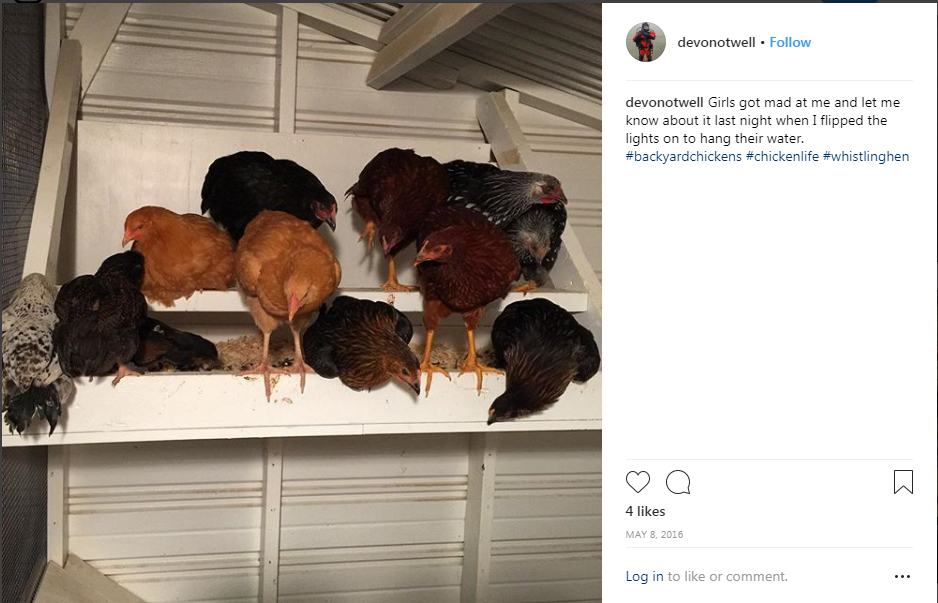 devonotwell • Follow
devonotwell Girls got mad at me and let me
know about it last night when I flipped the
lights on to hang their water.
#backyardchickens #chickenlife #whistlinghen
4 likes
MAY 8, 2016
Log in to like or comment.